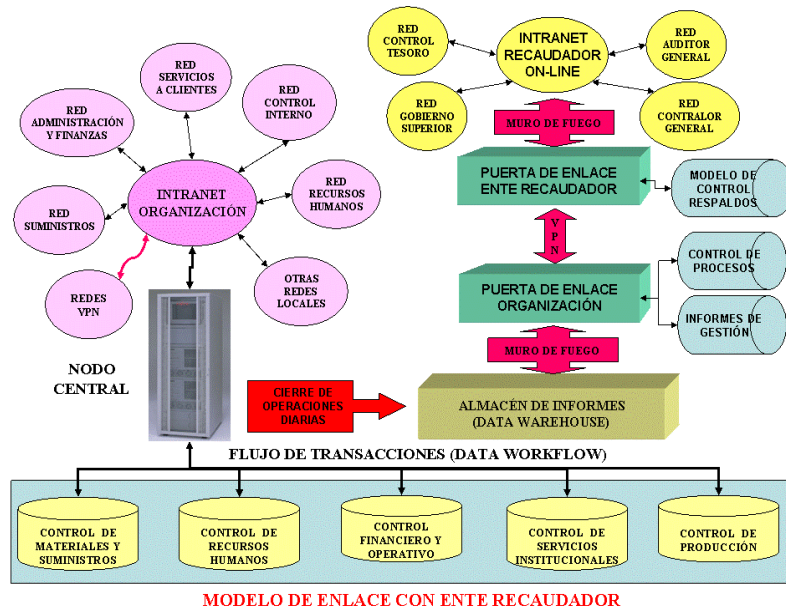 RED
SERVICIOS
A CLIENTES
RED
ADMINISTRACIÓN
Y FINANZAS
RED
CONTROL
INTERNO
INTRANET
ORGANIZACIÓN
RED
SUMINISTROS
RED
RECURSOS
HUMANOS
REDES
VPN
OTRAS
REDES
LOCALES
NODO
CENTRAL
RED
CONTROL
TESORO
INTRANET
RECAUDADOR
ON-LINE
RED
AUDITOR
GENERAL
RED
GOBIERNO
SUPERIOR
RED
CONTRALOR
GENERAL
MURO DE FUEGO
PUERTA DE ENLACE
ENTE RECAUDADOR
MODELO DE
CONTROL
RESPALDOS
VPN
PUERTA DE ENLACE
ORGANIZACIÓN
CONTROL DE
PROCESOS
INFORMES DE
GESTIÓN
MURO DE FUEGO
CIERRE DE
OPERACIONES
DIARIAS
ALMACÉN DE INFORMES
(DATA WAREHOUSE)
FLUJO DE TRANSACCIONES (DATA WORKFLOW)
CONTROL DE
MATERIALES Y
SUMINISTROS
CONTROL DE
RECURSOS
HUMANOS
CONTROL
FINANCIERO Y
OPERATIVO
CONTROL DE
SERVICIOS
INSTITUCIONALES
CONTROL DE
PRODUCCIÓN
MODELO DE ENLACE CON ENTE RECAUDADOR